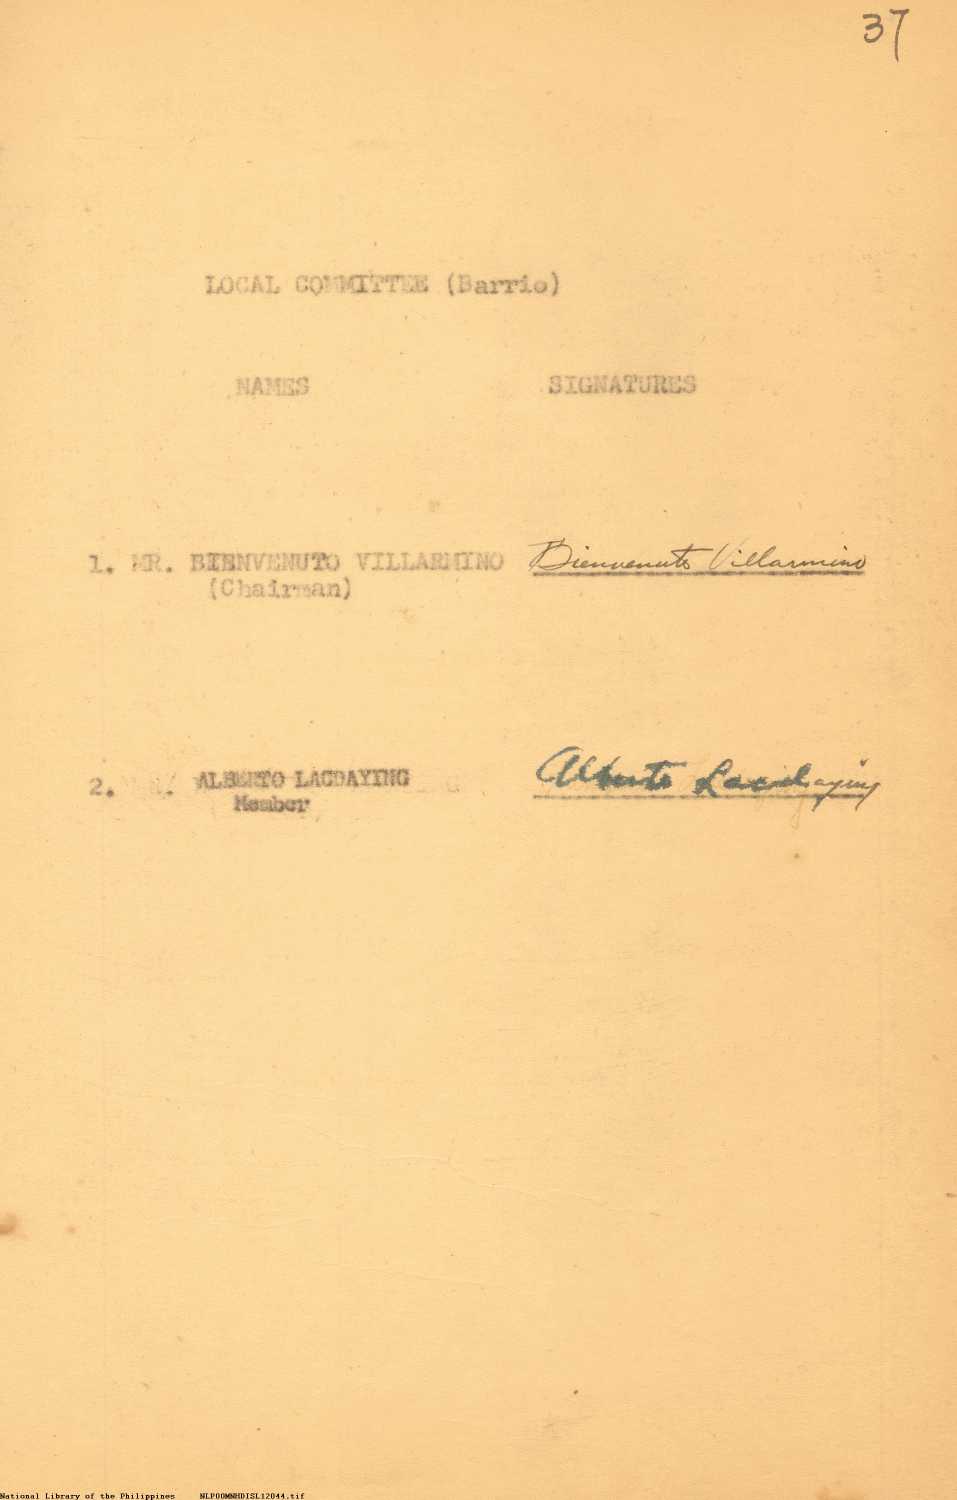 37
LOCAL COMMITTEE (Barrio)
NAMES SIGNATURES
1. MR. BIENVENUTO VILLARMINO Bienvenuto Villarmino
(Chairman)
2. ALBERTO LACDAYING Alberto Lacdaying
Member
National Library of the Philippines NLPOOMNHDISL12044.tif